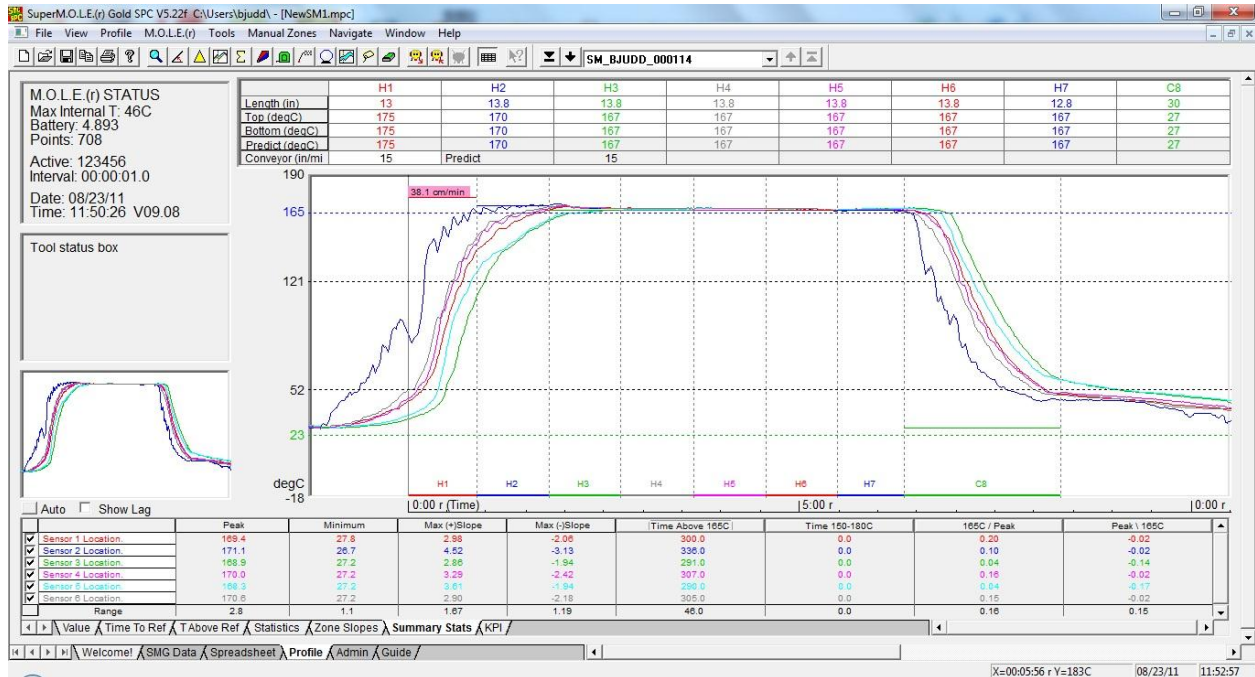 SuperM.O.L.E.(r) Gold SPC V5.22f C:\Users\bjudd\ - [NewSM1.mpc]
File View Profile M.O.L.E.(r) Tools Manual Zones Navigate Window Help
SM_BJUDD_000114
M.O.L.E.(r) STATUS
Max Internal T: 46C
Battery: 4.893
Points: 708
Active: 123456
Interval: 00:00:01.0
Date: 08/23/11
Time: 11:50:26 V09.08
Tool status box
H1 H2 H3 H4 H5 H6 H7 C8
Length (in) 13 13.8 13.8 13.8 13.8 13.8 12.8 30
Top (degC) 175 170 167 167 167 167 167 27
Bottom (degC) 175 170 167 167 167 167 167 27
Predict (degC) 175 170 167 167 167 167 167 27
Conveyor (in/mi 15 Predict 15
190
38.1 cm/min
165
121
52
23
degC
-18
H1 H2 H3 H4 H5 H6 H7 C8
0:00 r (Time) 5:00 r 0:00 r
Auto Show Lag
Peak Minimum Max (+)Slope Max (-)Slope Time Above 165C Time 150-180C 165C / Peak Peak \ 165C
Sensor 1 Location. 169.4 27.8 2.98 -2.06 300.0 0.0 0.20 -0.02
Sensor 2 Location. 171.1 26.7 4.52 -3.13 336.0 0.0 0.10 -0.02
Sensor 3 Location. 168.9 27.2 2.86 -1.94 291.0 0.0 0.04 -0.14
Sensor 4 Location. 170.0 27.2 3.29 -2.42 307.0 0.0 0.16 -0.02
Sensor 5 Location. 168.3 27.2 3.61 -1.94 290.0 0.0 0.04 -0.17
Sensor 6 Location. 170.6 27.2 2.90 -2.18 305.0 0.0 0.15 -0.02
Range 2.8 1.1 1.67 1.19 46.0 0.0 0.16 0.15
Value Time To Ref T Above Ref Statistics Zone Slopes Summary Stats KPI
Welcome! SMG Data Spreadsheet Profile Admin Guide
X=00:05:56 r Y=183C 08/23/11 11:52:57